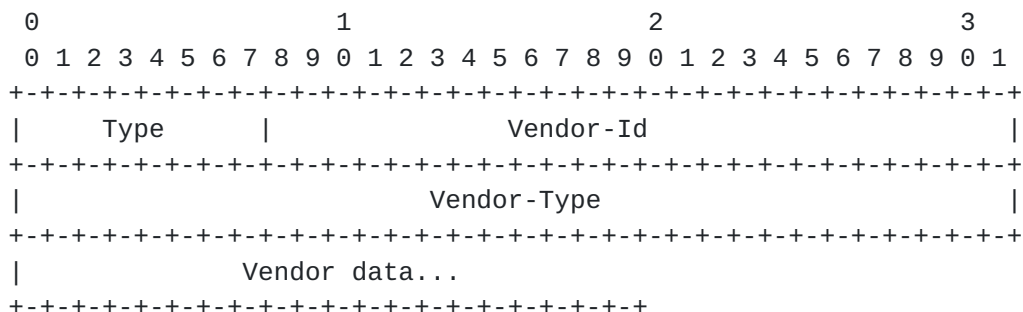 0                   1                   2                   3
 0 1 2 3 4 5 6 7 8 9 0 1 2 3 4 5 6 7 8 9 0 1 2 3 4 5 6 7 8 9 0 1
+-+-+-+-+-+-+-+-+-+-+-+-+-+-+-+-+-+-+-+-+-+-+-+-+-+-+-+-+-+-+-+-+
|     Type      |               Vendor-Id                       |
+-+-+-+-+-+-+-+-+-+-+-+-+-+-+-+-+-+-+-+-+-+-+-+-+-+-+-+-+-+-+-+-+
|                          Vendor-Type                          |
+-+-+-+-+-+-+-+-+-+-+-+-+-+-+-+-+-+-+-+-+-+-+-+-+-+-+-+-+-+-+-+-+
|              Vendor data...
+-+-+-+-+-+-+-+-+-+-+-+-+-+-+-+-+-+-+-+-+